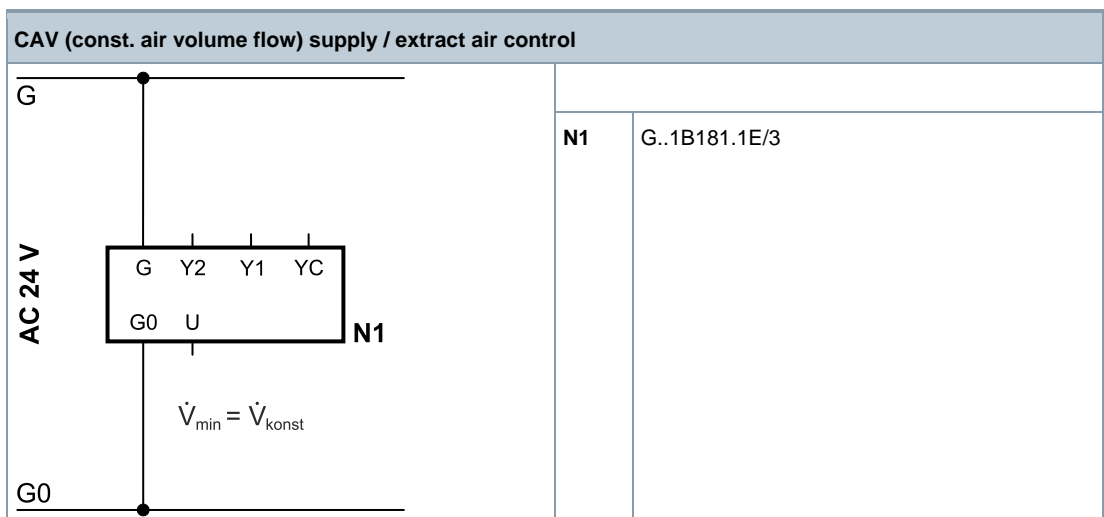 CAV (const. air volume flow) supply / extract air control
G
N1 G..1B181.1E/3
AC 24 V
G Y2 Y1 YC
G0 U
N1
V̇min = V̇konst
G0